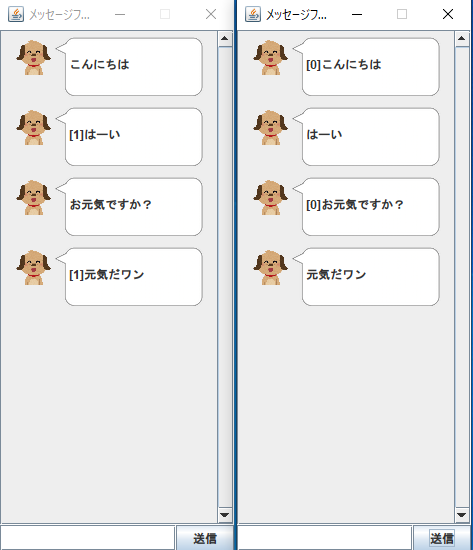 メッセージフ...
こんにちは
[1]はーい
お元気ですか？
[1]元気だワン
送信
メッセージフ...
[0]こんにちは
はーい
[0]お元気ですか？
元気だワン
送信